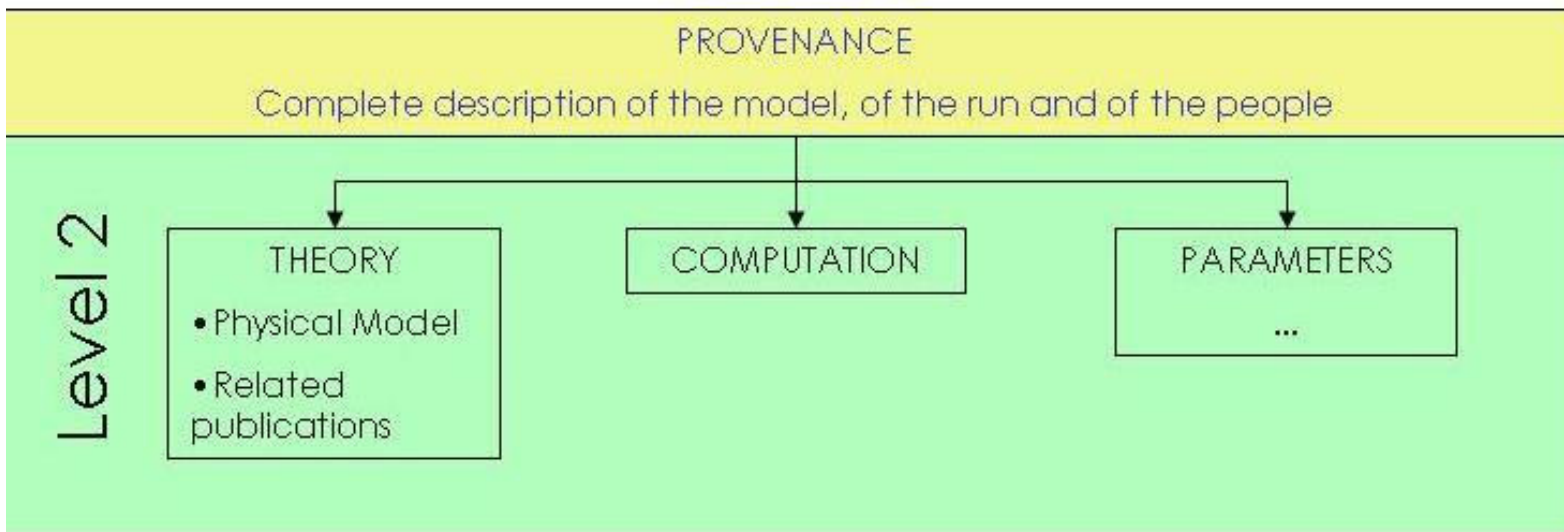 PROVENANCE
Complete description of the model, of the run and of the people
Level 2
THEORY
•Physical Model
•Related
publications
COMPUTATION
PARAMETERS
...